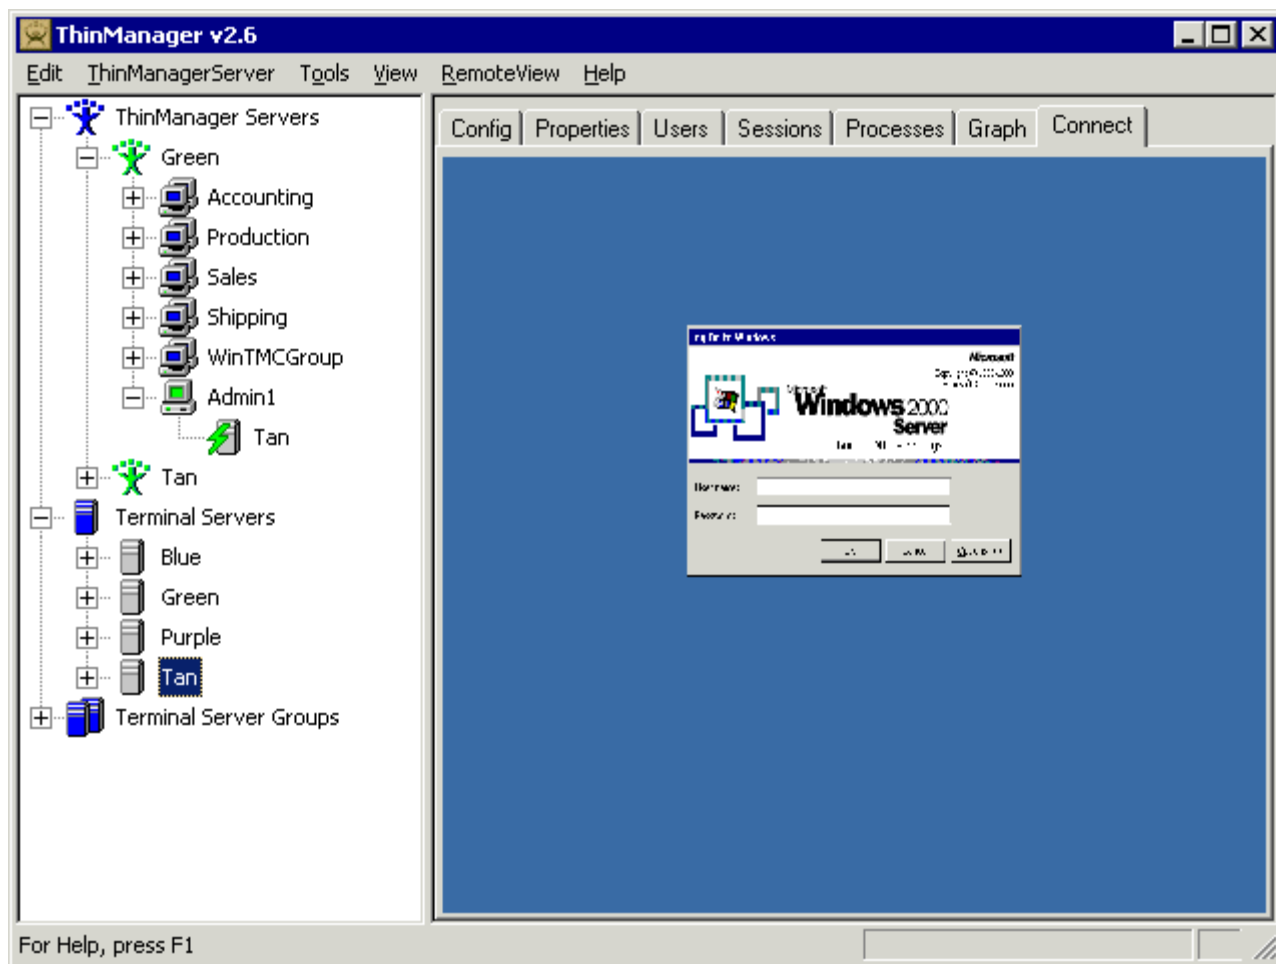 ThinManager v2.6
Edit ThinManagerServer Tools View RemoteView Help
ThinManager Servers
Green
Accounting
Production
Sales
Shipping
WinTMCGroup
Admin1
Tan
Tan
Terminal Servers
Blue
Green
Purple
Tan
Terminal Server Groups
Config Properties Users Sessions Processes Graph Connect
Microsoft
Microsoft
Windows 2000
Server
For Help, press F1